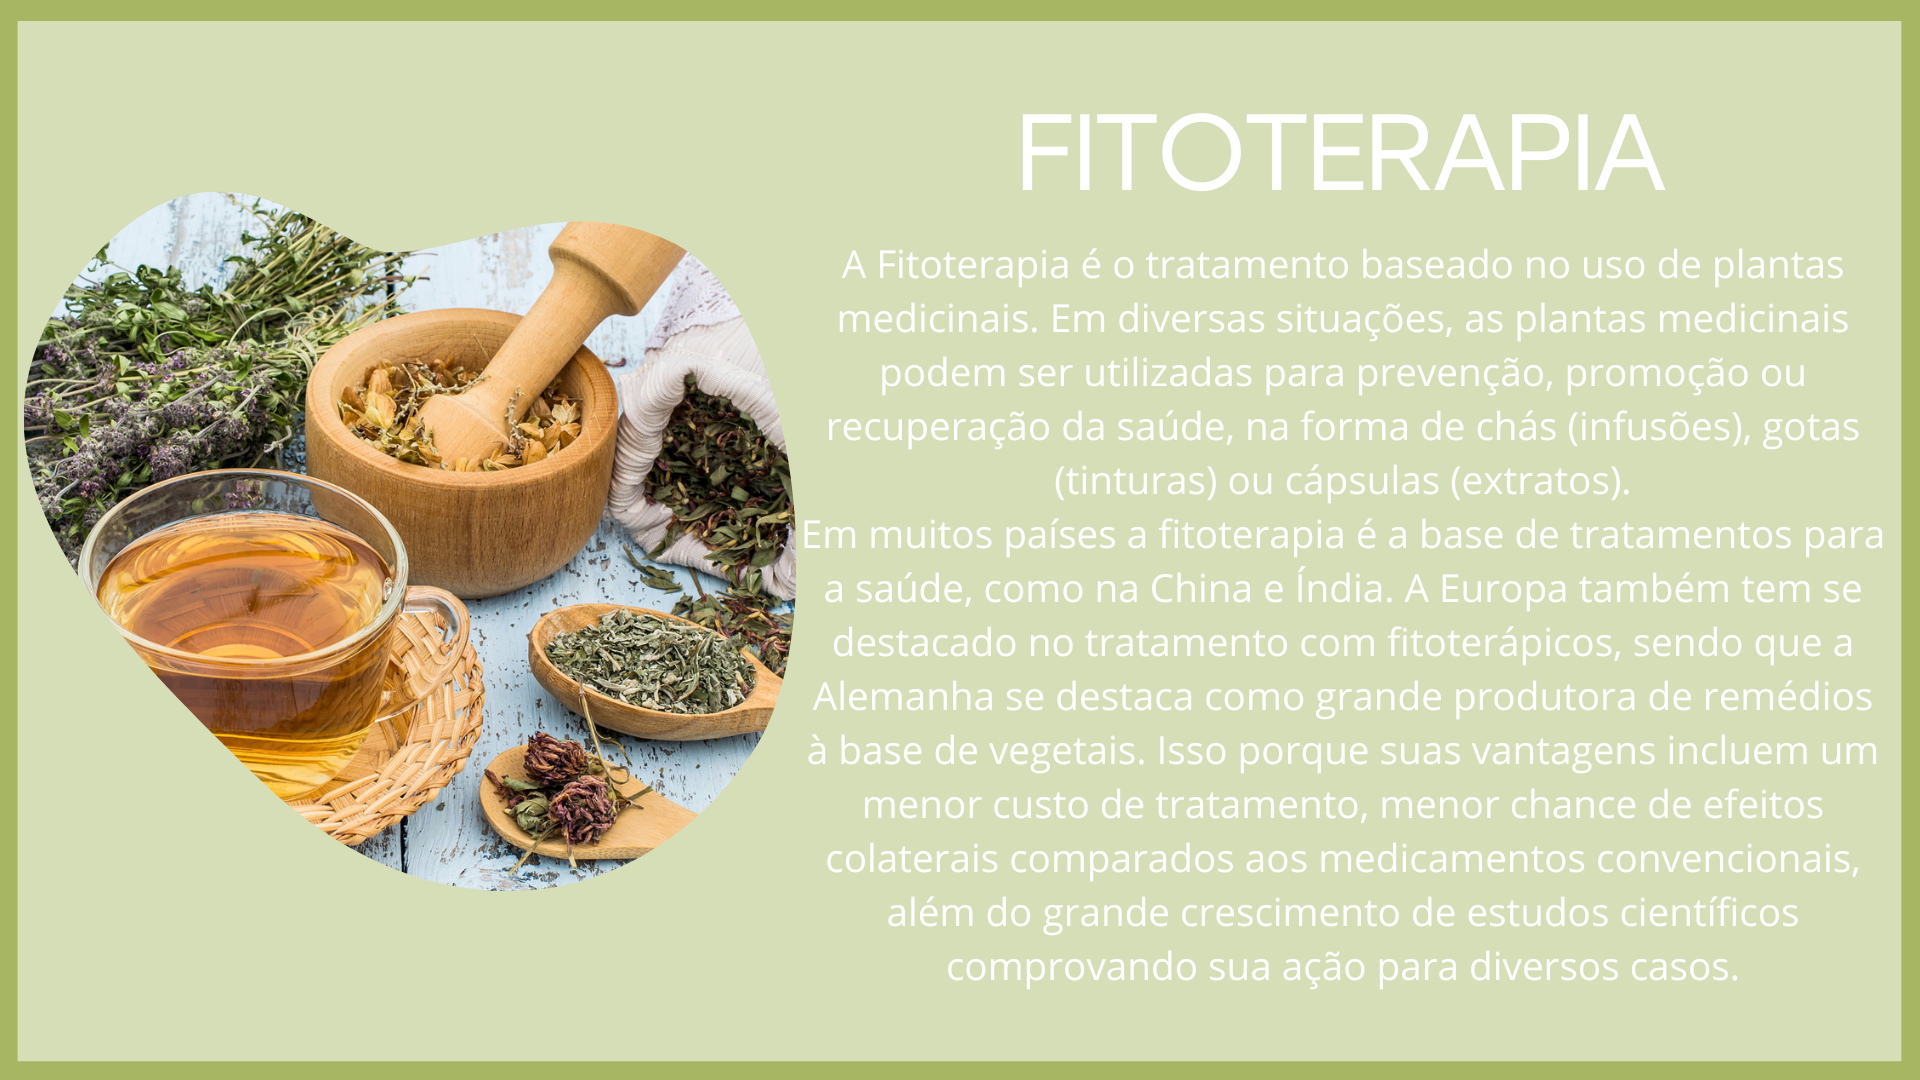 FITOTERAPIA
A Fitoterapia é o tratamento baseado no uso de plantas
medicinais. Em diversas situações, as plantas medicinais
podem ser utilizadas para prevenção, promoção ou
recuperação da saúde, na forma de chás (infusões), gotas
(tinturas) ou cápsulas (extratos).
Em muitos países a fitoterapia é a base de tratamentos para
a saúde, como na China e Índia. A Europa também tem se
destacado no tratamento com fitoterápicos, sendo que a
Alemanha se destaca como grande produtora de remédios
à base de vegetais. Isso porque suas vantagens incluem um
menor custo de tratamento, menor chance de efeitos
colaterais comparados aos medicamentos convencionais,
além do grande crescimento de estudos científicos
comprovando sua ação para diversos casos.